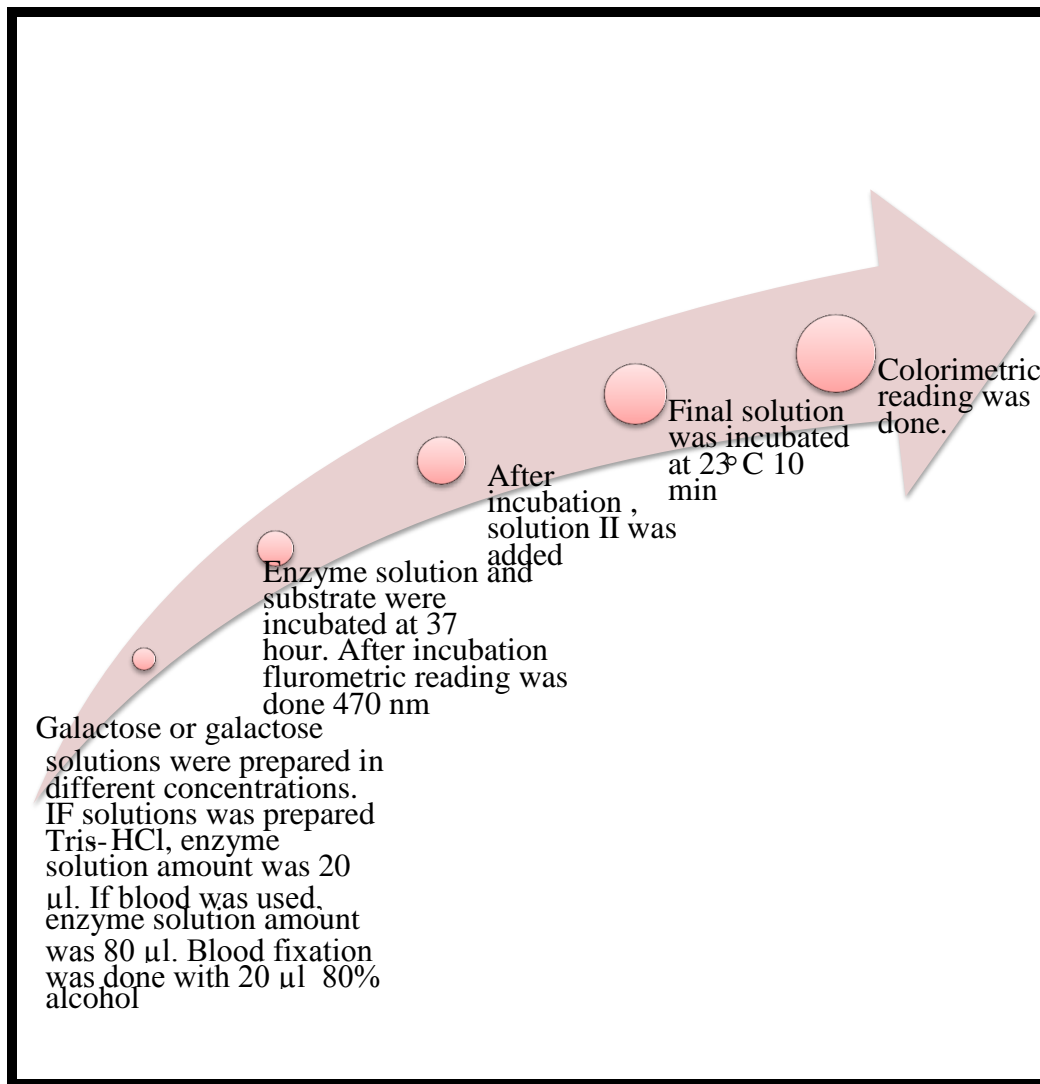 Galactose or galactose
solutions were prepared in
different concentrations.
IF solutions was prepared
Tris-HCl, enzyme
solution amount was 20
µl. If blood was used,
enzyme solution amount
was 80 µl. Blood fixation
was done with 20 µl 80%
alcohol
Enzyme solution and
substrate were
incubated at 37
hour. After incubation
flurometric reading was
done 470 nm
After
incubation ,
solution II was
added
Final solution
was incubated
at 23° C 10
min
Colorimetric
reading was
done.